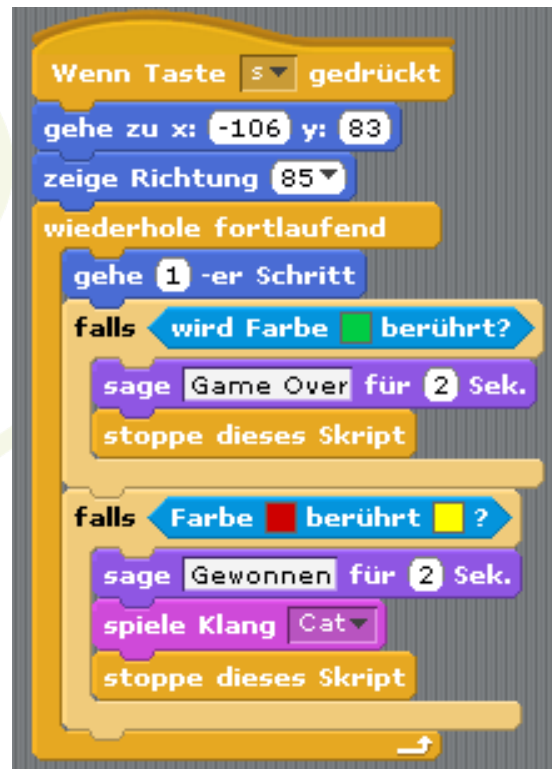 Wenn Taste s gedrückt
gehe zu x: -106 y: 83
zeige Richtung 85
wiederhole fortlaufend
gehe 1 -er Schritt
falls wird Farbe berührt?
sage Game Over für 2 Sek.
stoppe dieses Skript
falls Farbe berührt ?
sage Gewonnen für 2 Sek.
spiele Klang Cat
stoppe dieses Skript